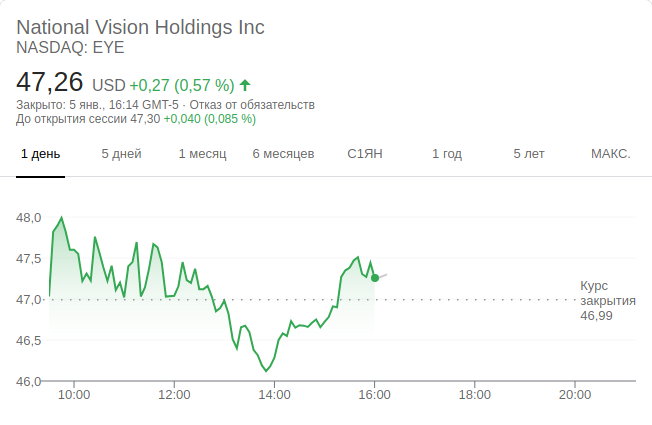 National Vision Holdings Inc
NASDAQ: EYE
47,26 USD +0,27 (0,57 %)
Закрыто: 5 янв., 16:14 GMT-5 · Отказ от обязательств
До открытия сессии 47,30 +0,040 (0,085 %)
1 день 5 дней 1 месяц 6 месяцев С1ЯН 1 год 5 лет МАКС.
48,0
47,5
47,0
46,5
46,0
Курс
закрытия
46,99
10:00 12:00 14:00 16:00 18:00 20:00